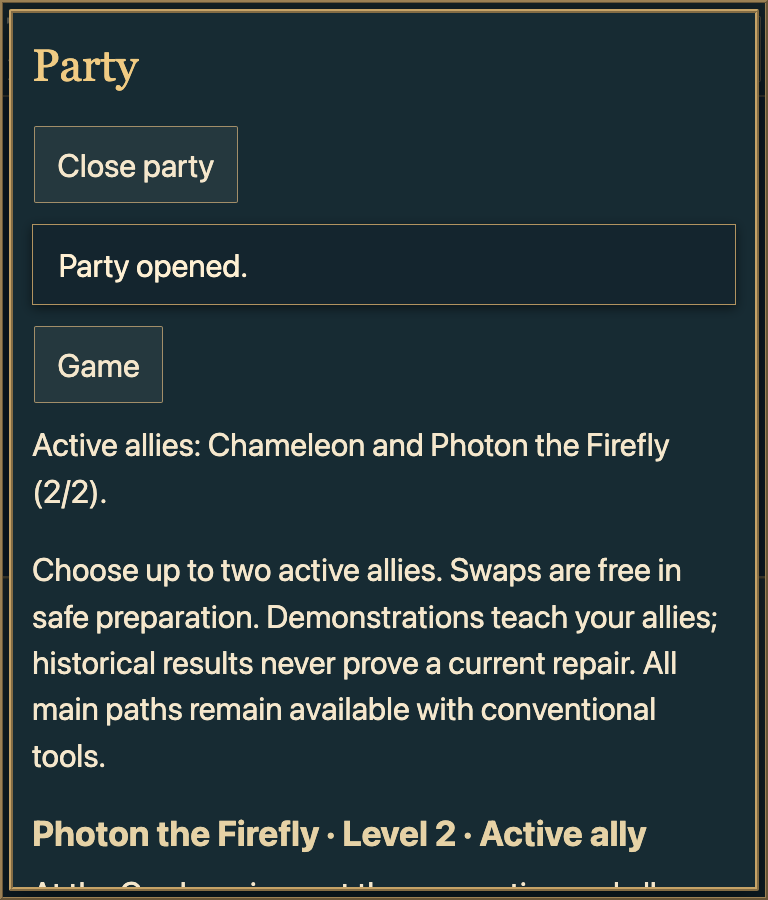 Party
Close party
Party opened.
Game
Active allies: Chameleon and Photon the Firefly
(2/2).
Choose up to two active allies. Swaps are free in
safe preparation. Demonstrations teach your allies;
historical results never prove a current repair. All
main paths remain available with conventional
tools.
Photon the Firefly · Level 2 · Active ally